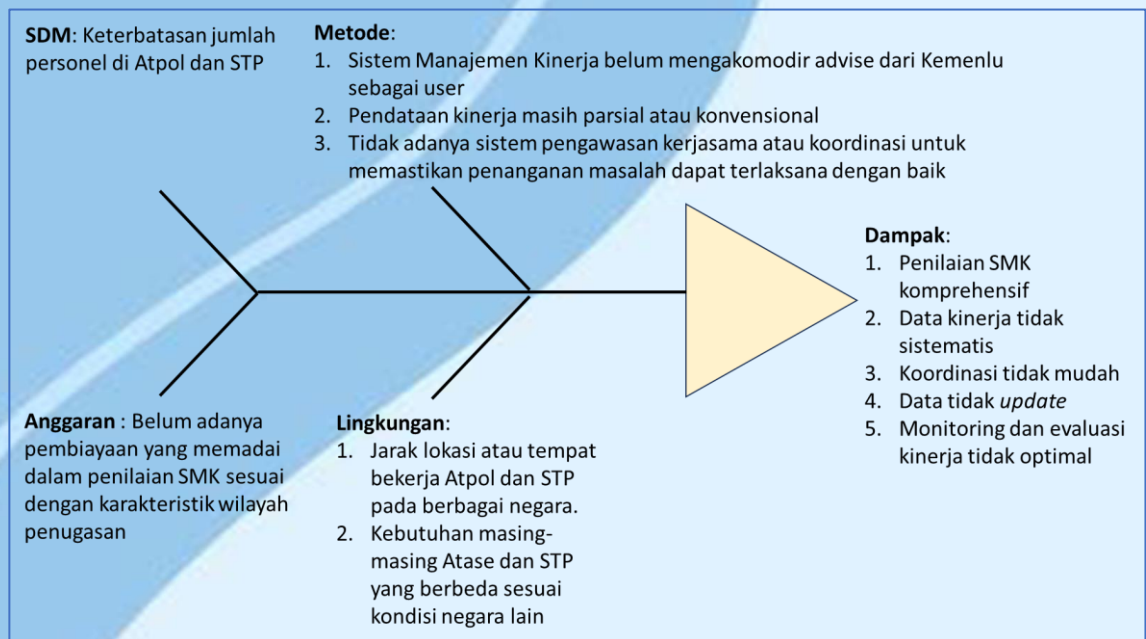 SDM: Keterbatasan jumlah
personel di Atpol dan STP
Metode:
1. Sistem Manajemen Kinerja belum mengakomodir advise dari Kemenlu
sebagai user
2. Pendataan kinerja masih parsial atau konvensional
3. Tidak adanya sistem pengawasan kerjasama atau koordinasi untuk
memastikan penanganan masalah dapat terlaksana dengan baik
Dampak:
1. Penilaian SMK
komprehensif
2. Data kinerja tidak
sistematis
3. Koordinasi tidak mudah
4. Data tidak update
5. Monitoring dan evaluasi
kinerja tidak optimal
Anggaran : Belum adanya
pembiayaan yang memadai
dalam penilaian SMK sesuai
dengan karakteristik wilayah
penugasan
Lingkungan:
1. Jarak lokasi atau tempat
bekerja Atpol dan STP
pada berbagai negara.
2. Kebutuhan masing-
masing Atase dan STP
yang berbeda sesuai
kondisi negara lain